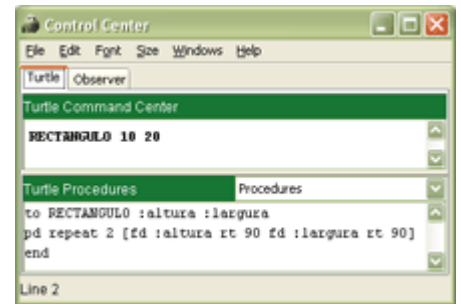 Control Center
File Edit Font Size Windows Help
Turtle Observer
Turtle Command Center
RECTANGULO 10 20
Turtle Procedures Procedures
to RECTANGULO :altura :largura
pd repeat 2 [fd :altura rt 90 fd :largura rt 90]
end
Line 2